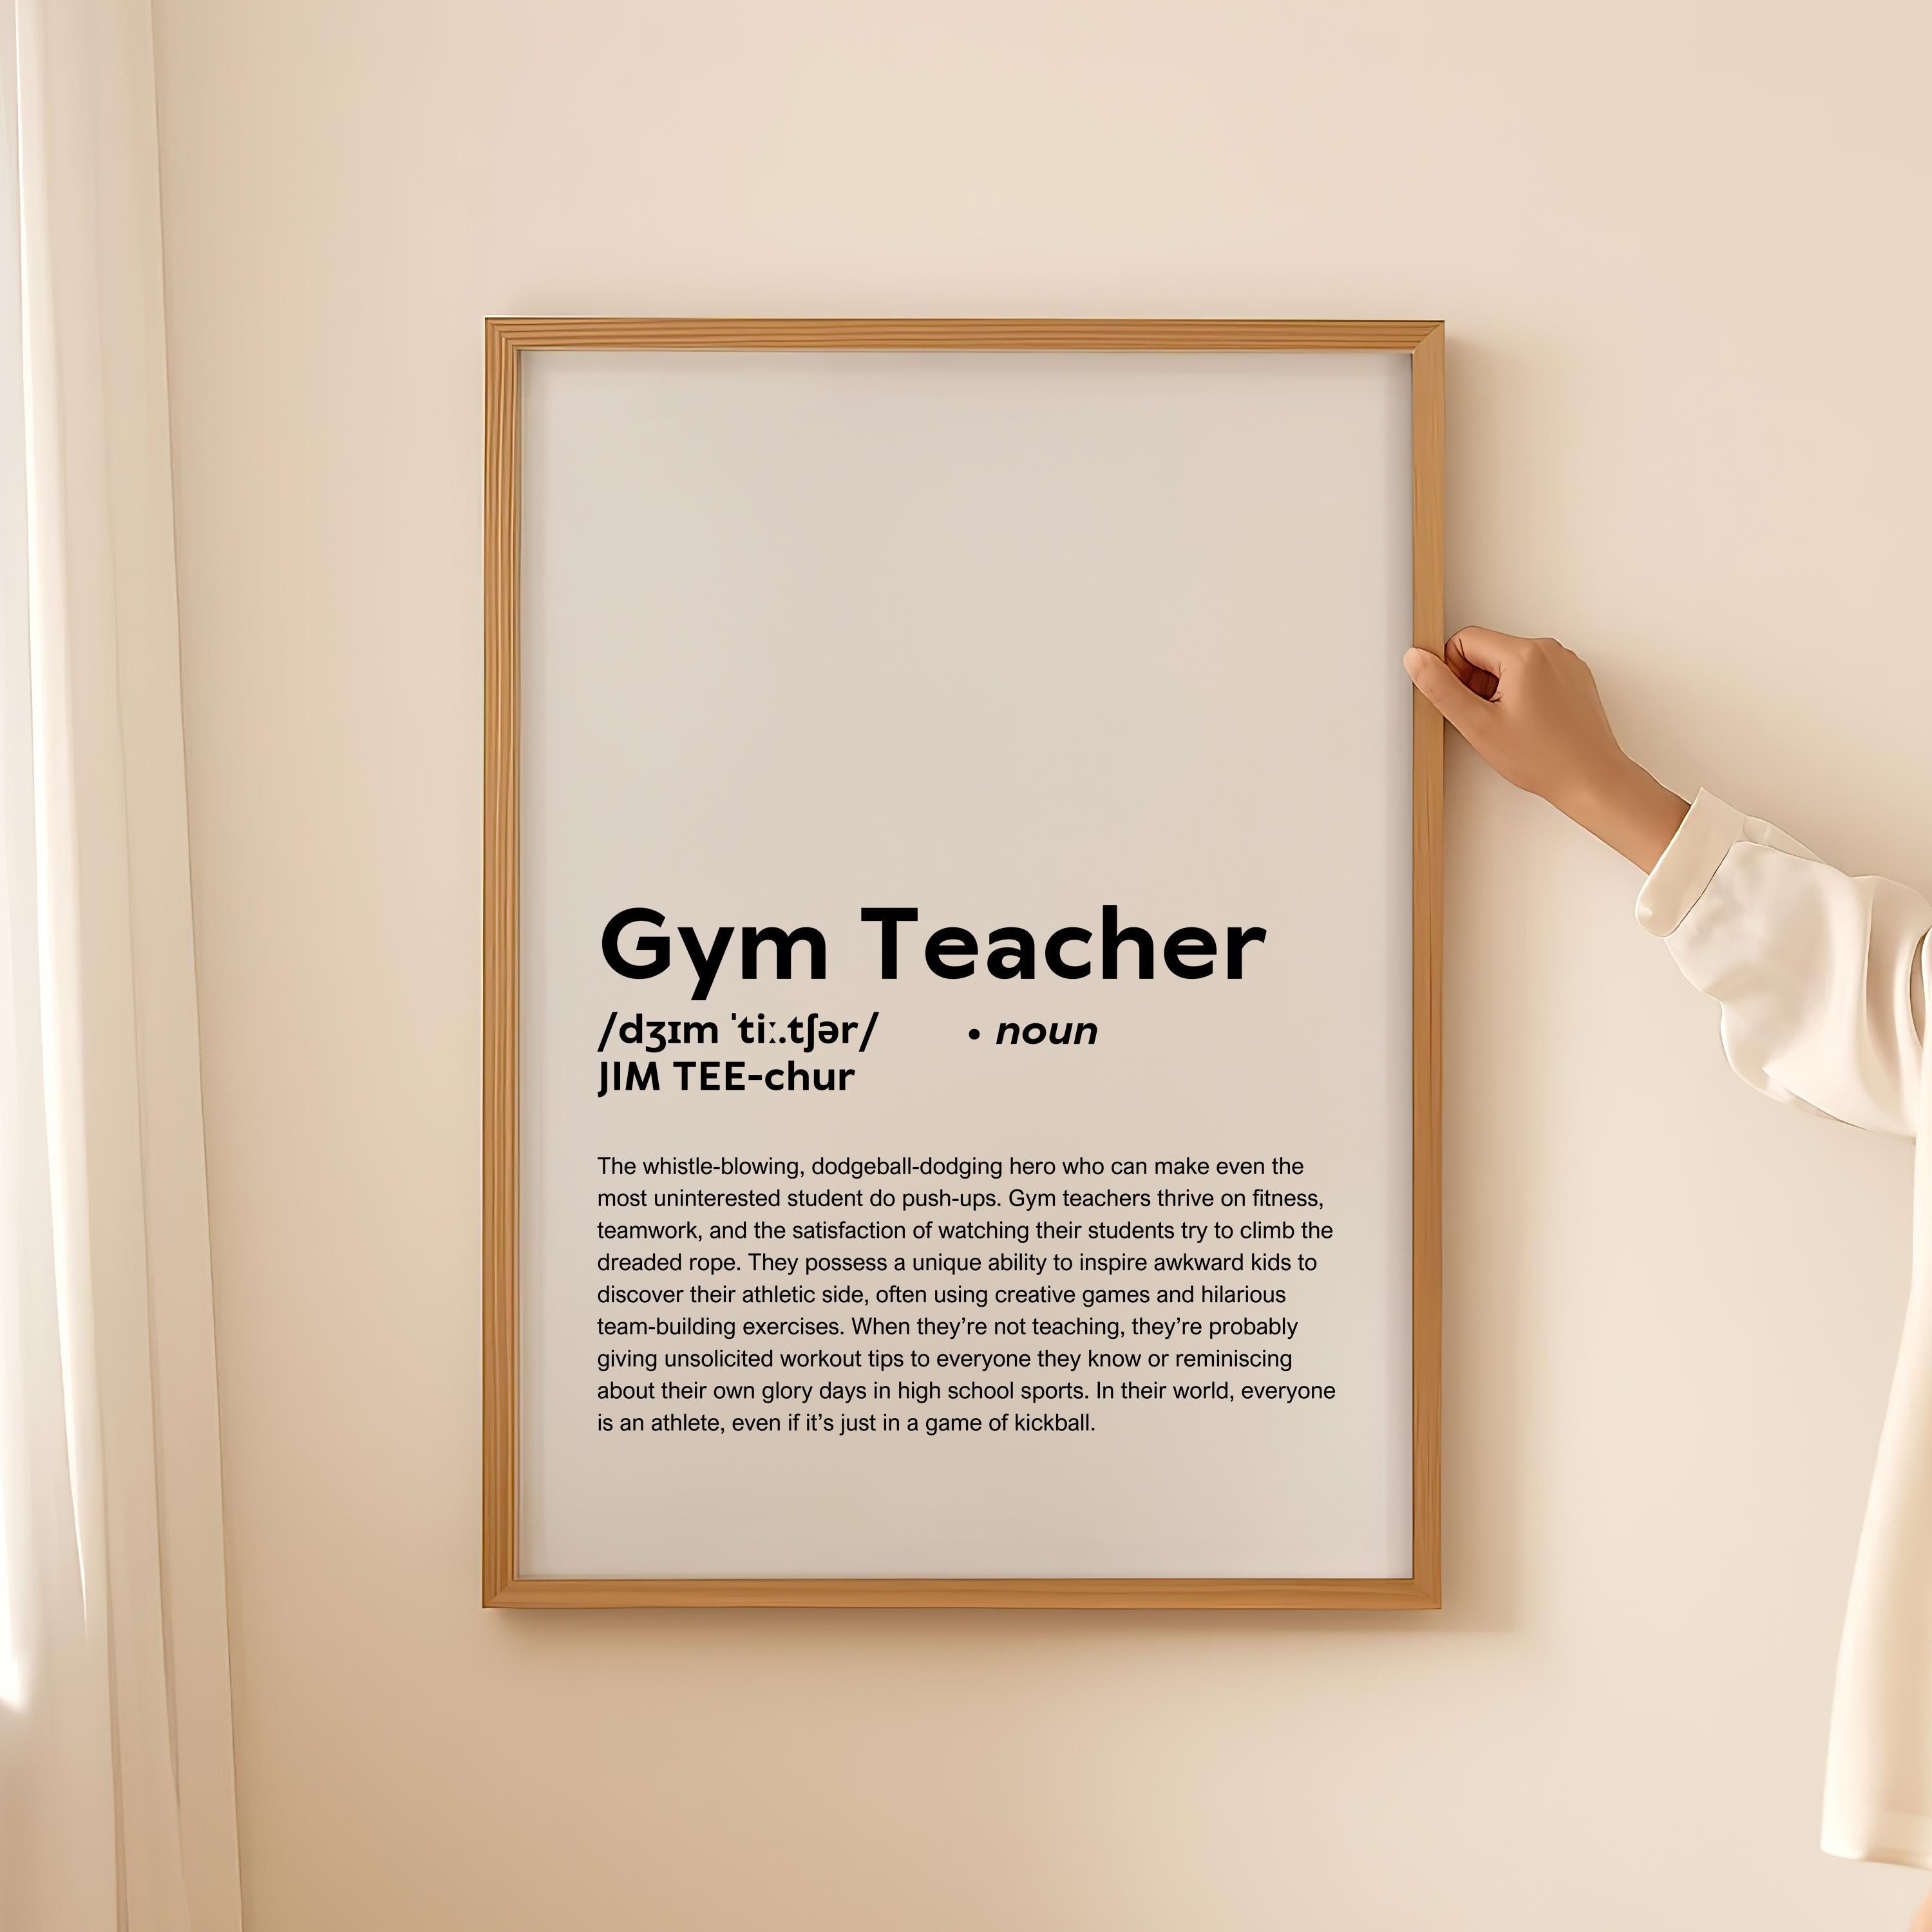 Gym Teacher
/dʒɪm ˈtiː.tʃər/ • noun
JIM TEE-chur
The whistle-blowing, dodgeball-dodging hero who can make even the
most uninterested student do push-ups. Gym teachers thrive on fitness,
teamwork, and the satisfaction of watching their students try to climb the
dreaded rope. They possess a unique ability to inspire awkward kids to
discover their athletic side, often using creative games and hilarious
team-building exercises. When they’re not teaching, they’re probably
giving unsolicited workout tips to everyone they know or reminiscing
about their own glory days in high school sports. In their world, everyone
is an athlete, even if it’s just in a game of kickball.